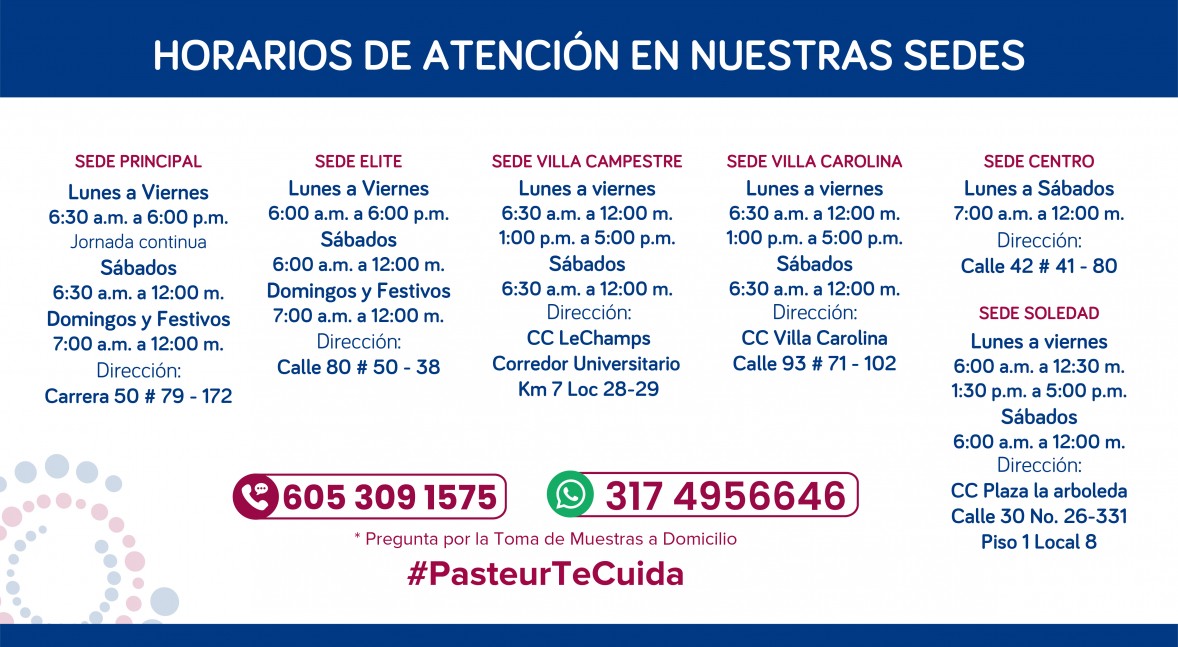 HORARIOS DE ATENCIÓN EN NUESTRAS SEDES
SEDE PRINCIPAL
Lunes a Viernes
6:30 a.m. a 6:00 p.m.
Jornada continua
Sábados
6:30 a.m. a 12:00 m.
Domingos y Festivos
7:00 a.m. a 12:00 m.
Dirección:
Carrera 50 # 79 - 172
SEDE ELITE
Lunes a Viernes
6:00 a.m. a 6:00 p.m.
Sábados
6:00 a.m. a 12:00 m.
Domingos y Festivos
7:00 a.m. a 12:00 m.
Dirección:
Calle 80 # 50 - 38
SEDE VILLA CAMPESTRE
Lunes a viernes
6:30 a.m. a 12:00 m.
1:00 p.m. a 5:00 p.m.
Sábados
6:30 a.m. a 12:00 m.
Dirección:
CC LeChamps
Corredor Universitario
Km 7 Loc 28-29
SEDE VILLA CAROLINA
Lunes a viernes
6:30 a.m. a 12:00 m.
1:00 p.m. a 5:00 p.m.
Sábados
6:30 a.m. a 12:00 m.
Dirección:
CC Villa Carolina
Calle 93 # 71 - 102
SEDE CENTRO
Lunes a Sábados
7:00 a.m. a 12:00 m.
Dirección:
Calle 42 # 41 - 80
SEDE SOLEDAD
Lunes a viernes
6:00 a.m. a 12:30 m.
1:30 p.m. a 5:00 p.m.
Sábados
6:00 a.m. a 12:00 m.
Dirección:
CC Plaza la arboleda
Calle 30 No. 26-331
Piso 1 Local 8
605 309 1575
317 4956646
* Pregunta por la Toma de Muestras a Domicilio
#PasteurTeCuida